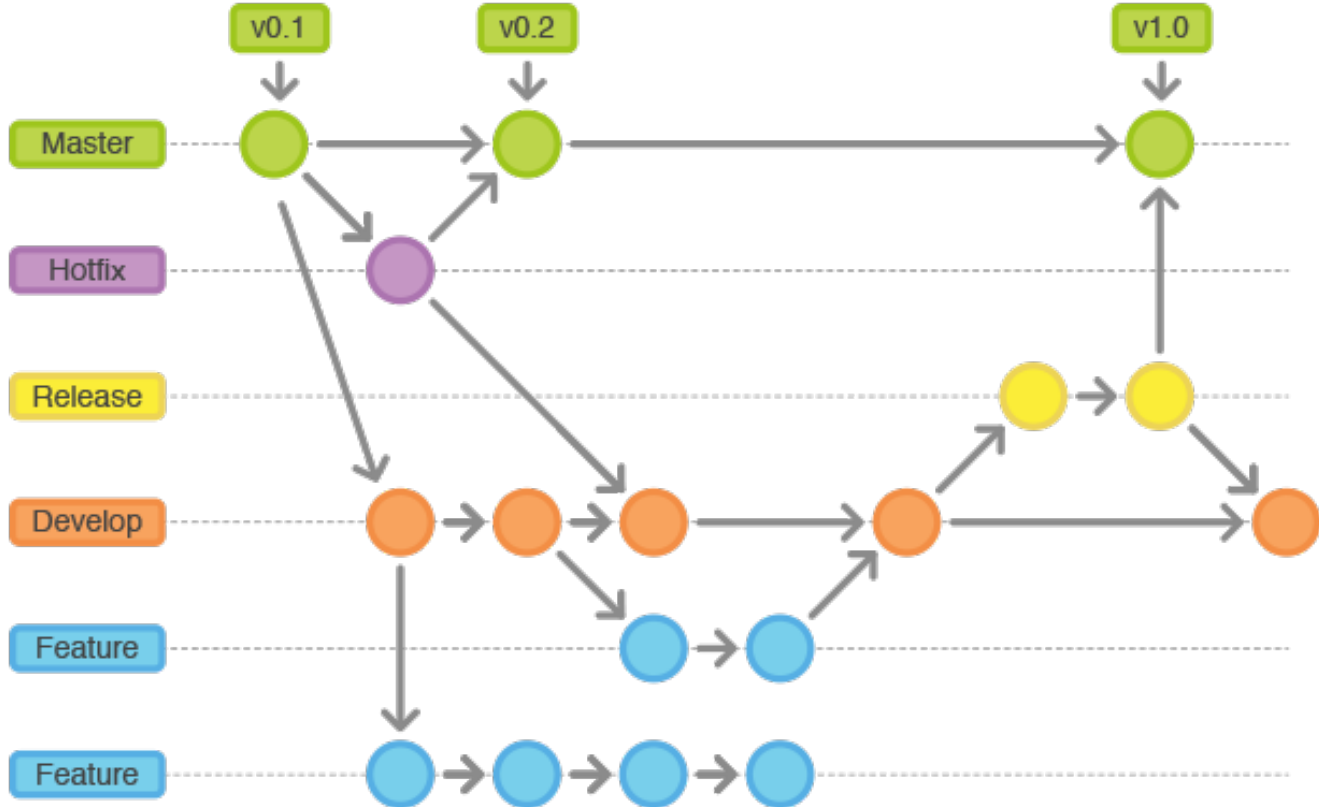 v0.1
v0.2
v1.0
Master
Hotfix
Release
Develop
Feature
Feature